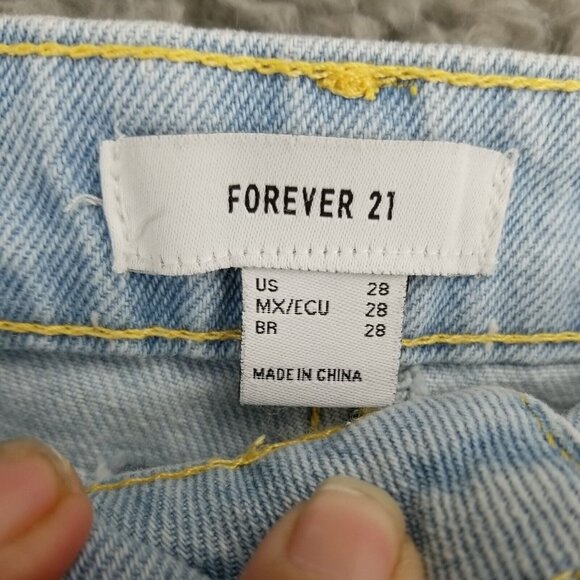 FOREVER 21
US 28
MX/ECU 28
BR 28
MADE IN CHINA